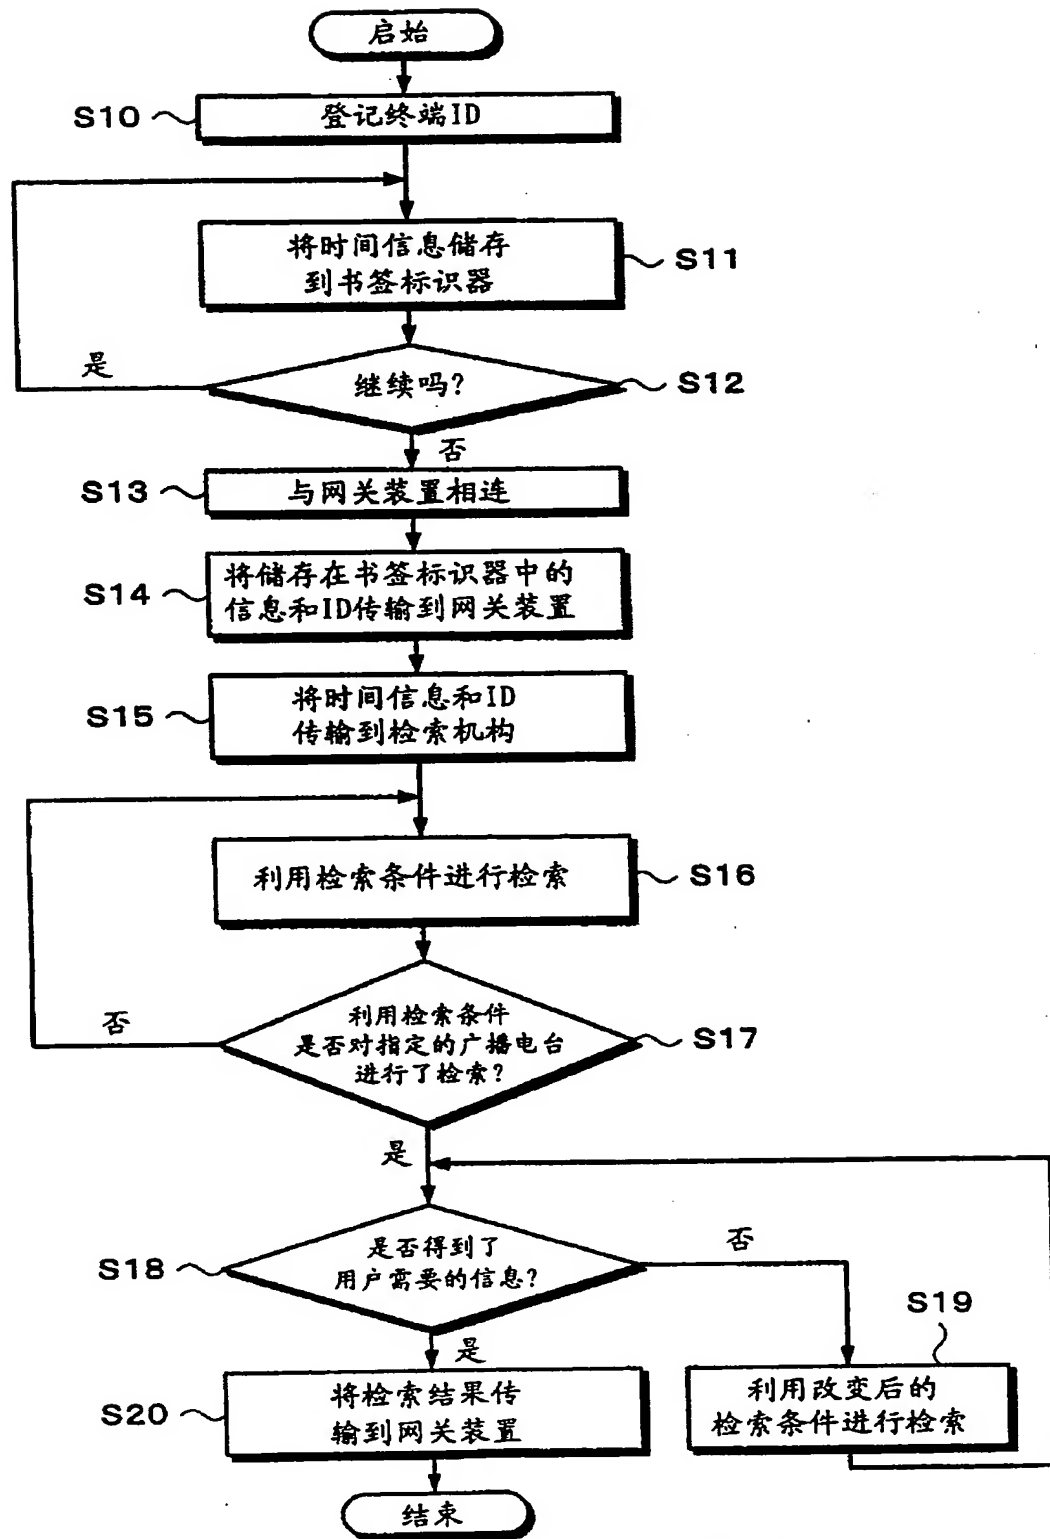 启始
S10
登记终端ID
将时间信息储存
到书签标识器
S11
是
继续吗?
S12
否
S13
与网关装置相连
S14
将储存在书签标识器中的
信息和ID传输到网关装置
S15
将时间信息和ID
传输到检索机构
利用检索条件进行检索
S16
否
利用检索条件
是否对指定的广播电台
进行了检索?
S17
是
S18
是否得到了
用户需要的信息?
否
S19
是
利用改变后的
检索条件进行检索
S20
将检索结果传
输到网关装置
结束